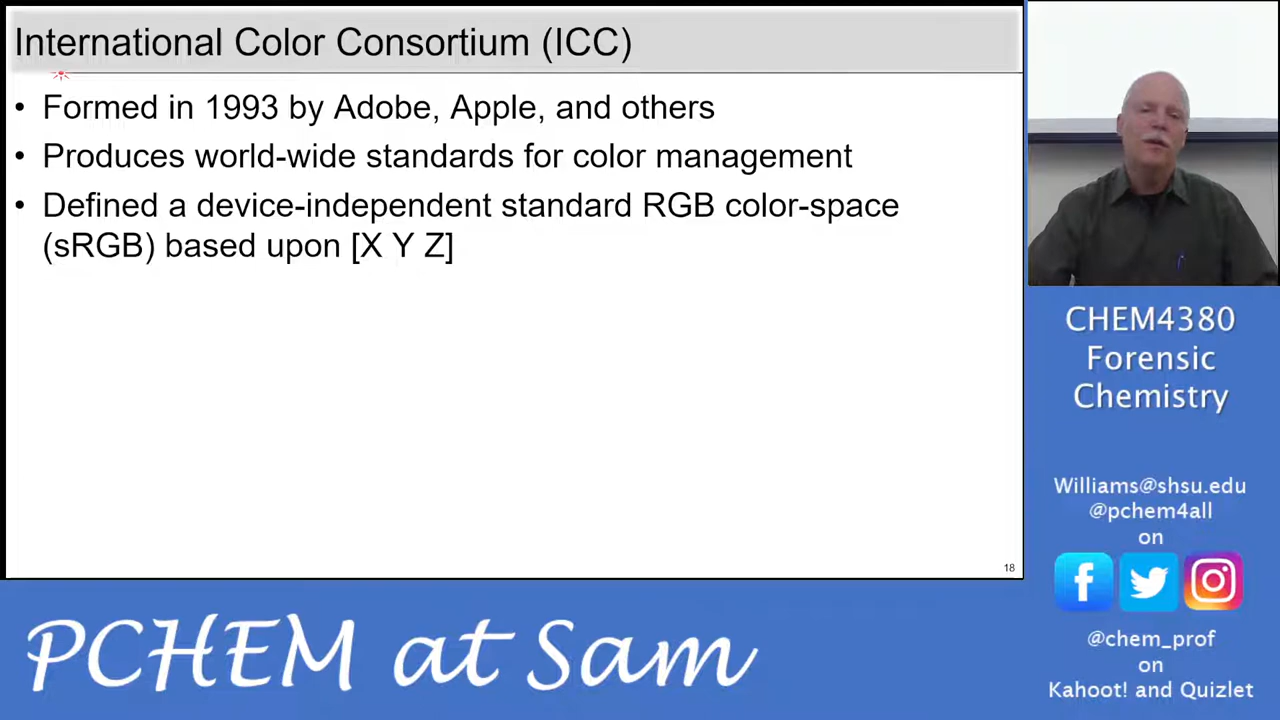 International Color Consortium (ICC)
• Formed in 1993 by Adobe, Apple, and others
• Produces world-wide standards for color management
• Defined a device-independent standard RGB color-space
(sRGB) based upon [X Y Z]
18
CHEM4380
Forensic
Chemistry
Williams@shsu.edu
@pchem4all
on
@chem_prof
on
Kahoot! and Quizlet
PCHEM at Sam